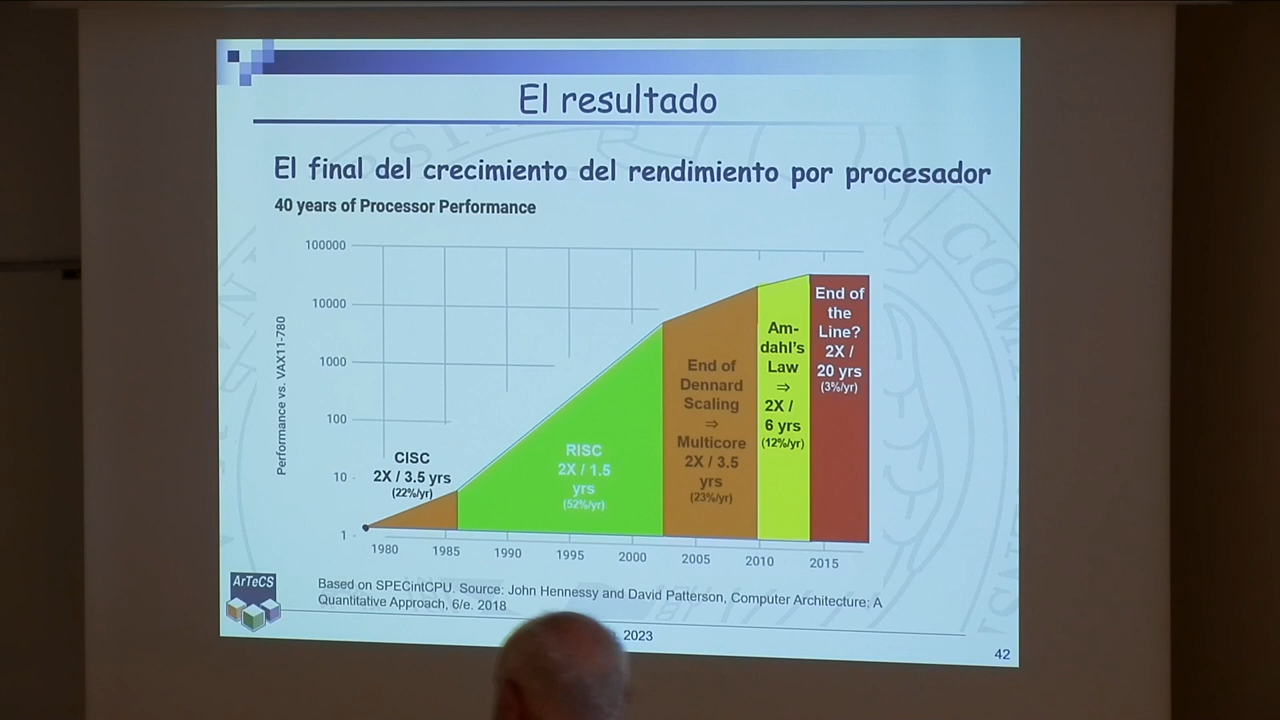 El resultado
El final del crecimiento del rendimiento por procesador
40 years of Processor Performance
Performance vs. VAX11-780
100000
10000
1000
100
10
1
CISC
2X / 3.5 yrs
(22%/yr)
RISC
2X / 1.5
yrs
(52%/yr)
End of
Dennard
Scaling
⇒
Multicore
2X / 3.5
yrs
(23%/yr)
Am-
dahl's
Law
⇒
2X /
6 yrs
(12%/yr)
End of
the
Line?
2X /
20 yrs
(3%/yr)
1980 1985 1990 1995 2000 2005 2010 2015
Based on SPECintCPU. Source: John Hennessy and David Patterson, Computer Architecture: A
Quantitative Approach, 6/e. 2018
ArTeCS
2023
42